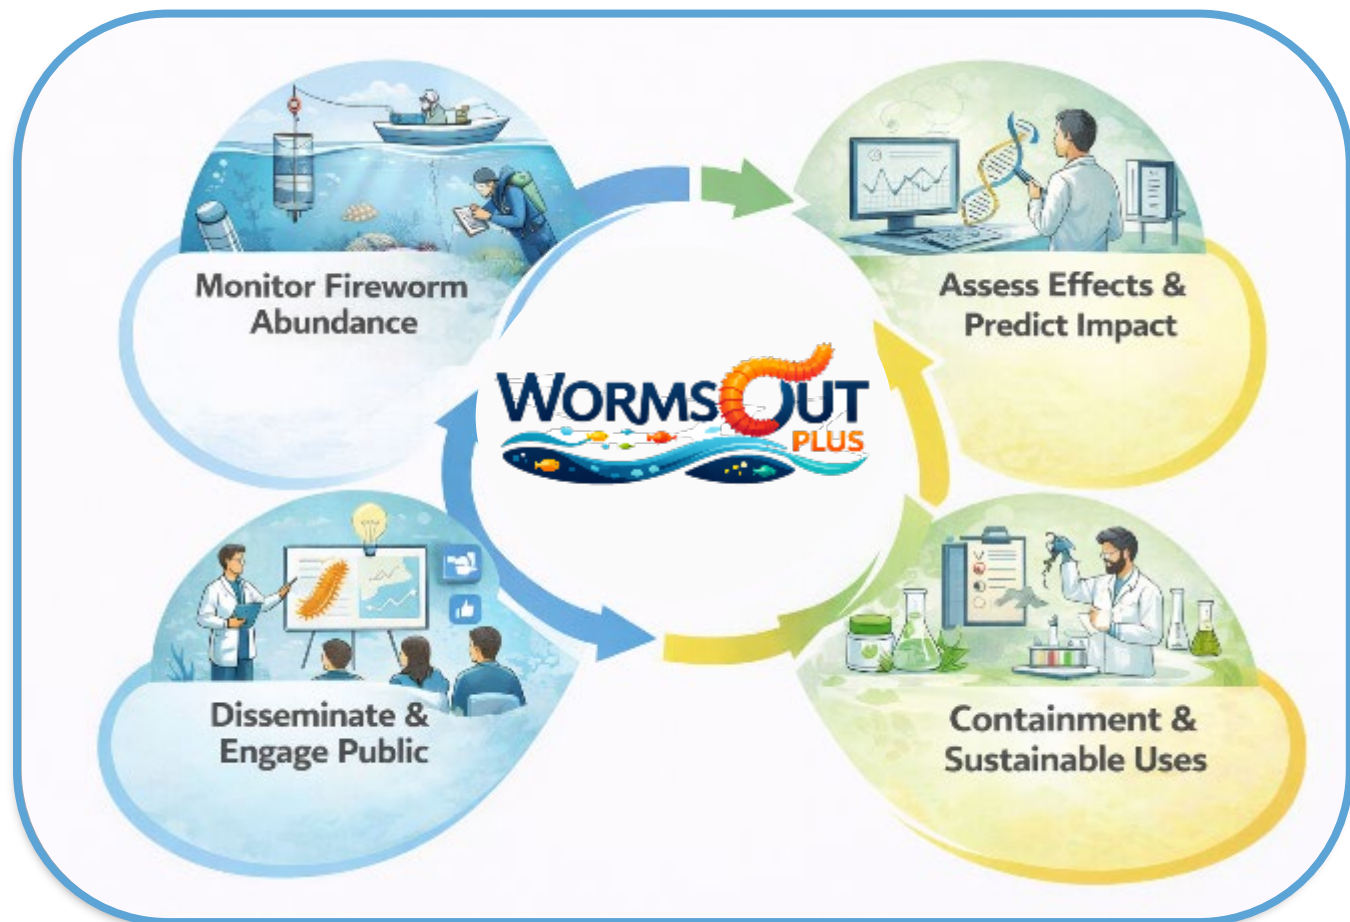 Monitor Fireworm
Abundance
Assess Effects &
Predict Impact
WORMSOUT
PLUS
Disseminate &
Engage Public
Containment &
Sustainable Uses